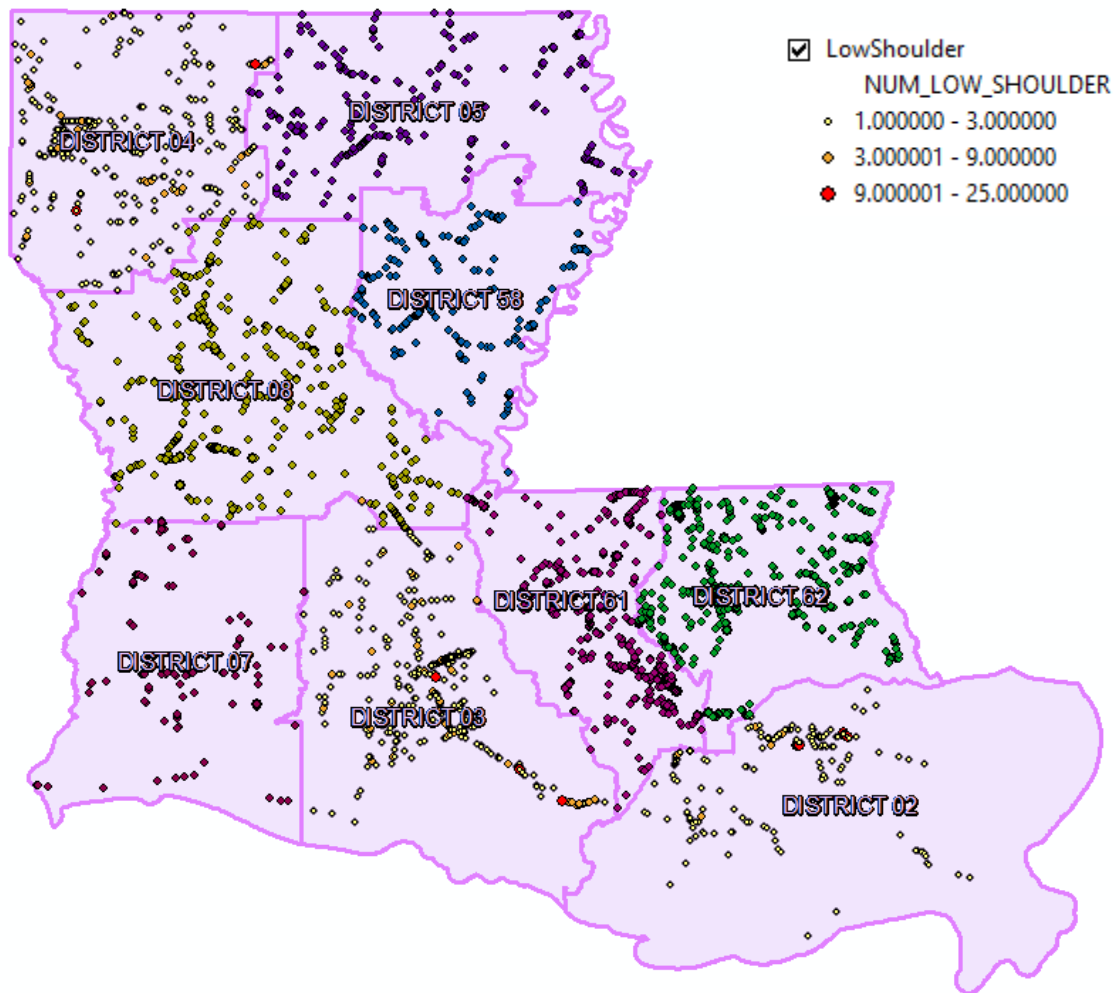 LowShoulder
NUM_LOW_SHOULDER
1.000000 - 3.000000
3.000001 - 9.000000
9.000001 - 25.000000
DISTRICT 05
DISTRICT 04
DISTRICT 58
DISTRICT 08
DISTRICT 61
DISTRICT 62
DISTRICT 07
DISTRICT 03
DISTRICT 02